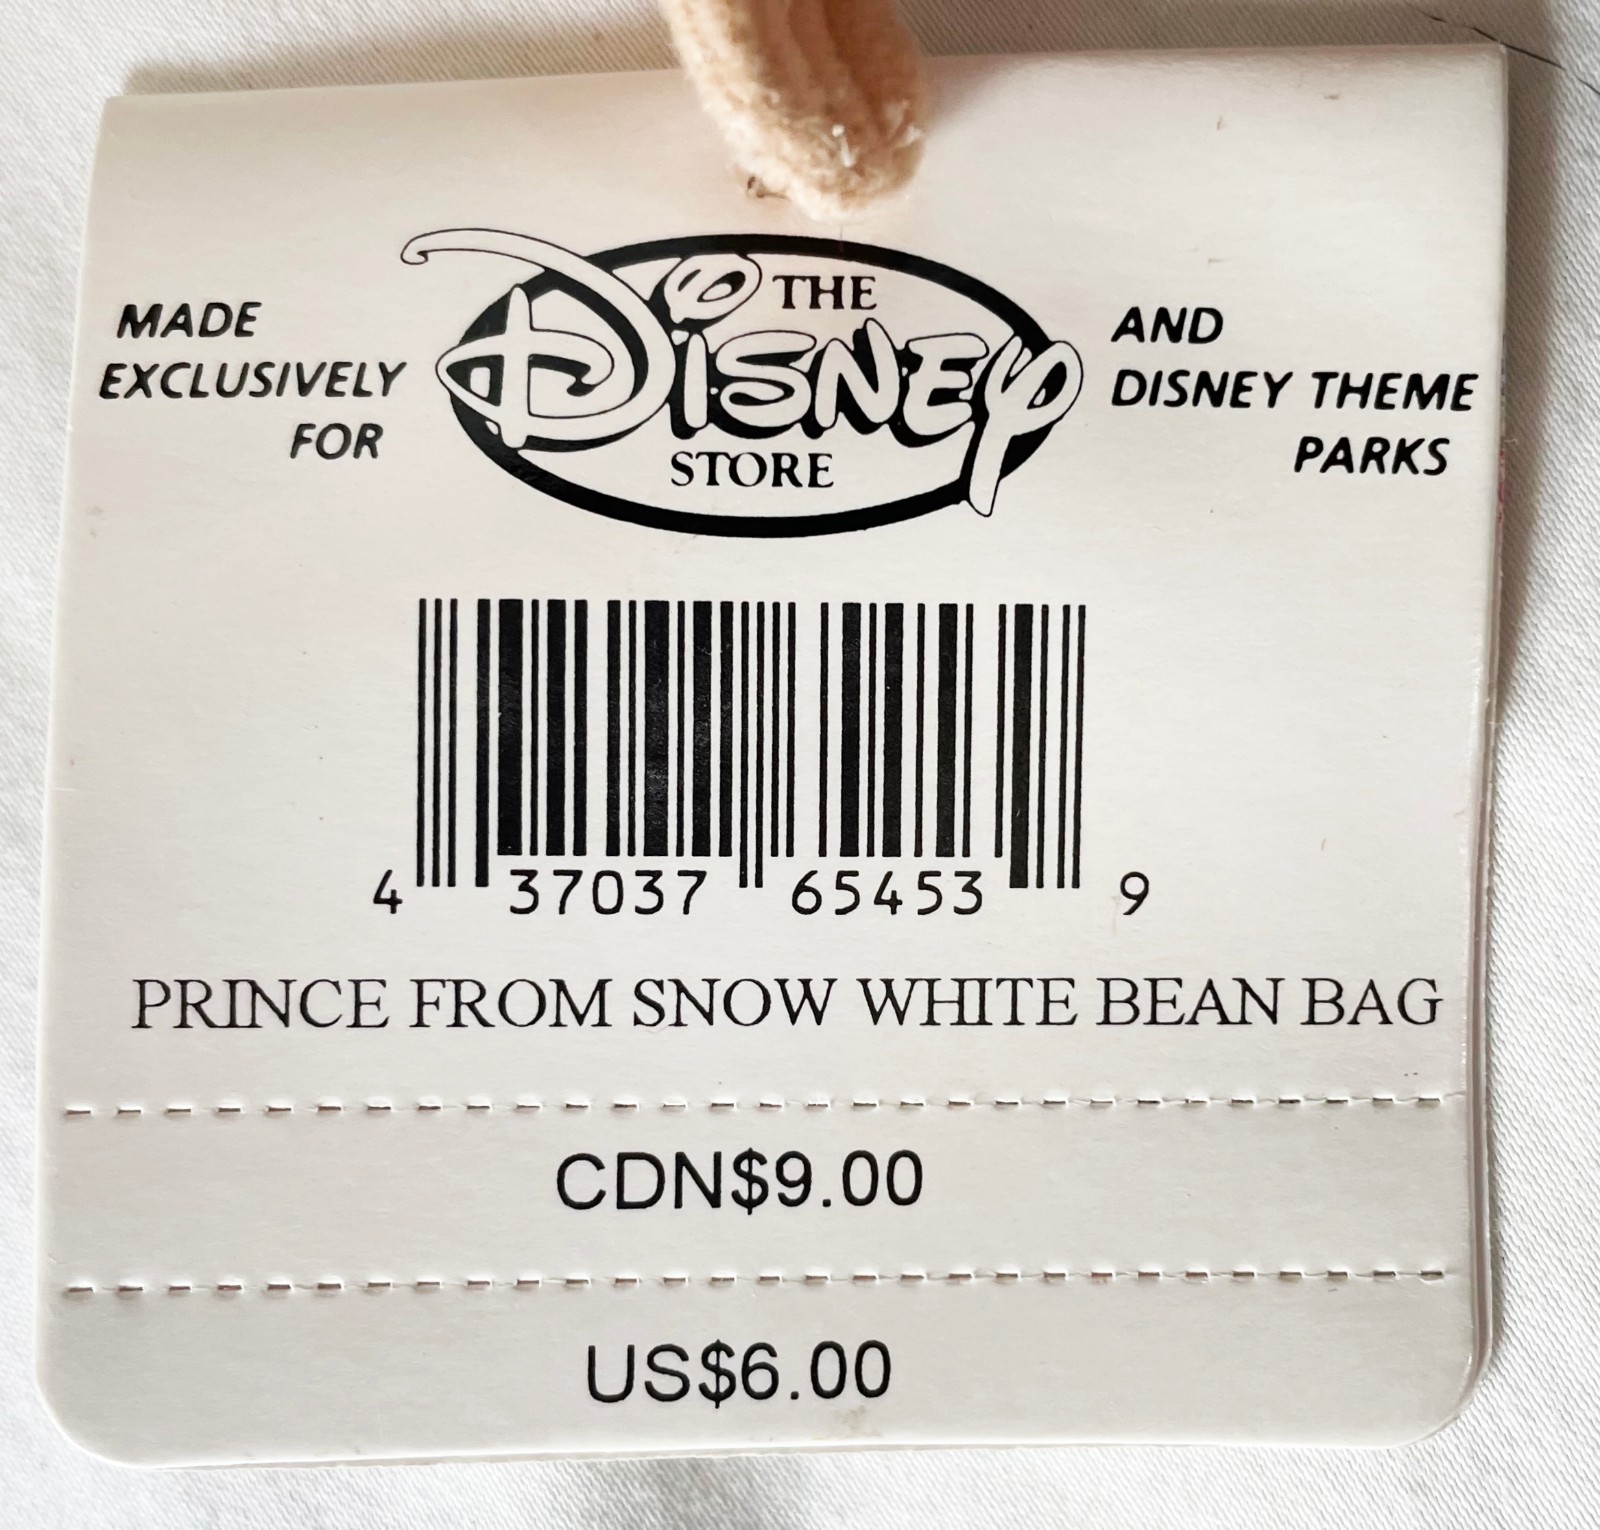 MADE
EXCLUSIVELY
FOR
THE
DISNEY
STORE
AND
DISNEY THEME
PARKS
4 37037 65453 9
PRINCE FROM SNOW WHITE BEAN BAG
CDN$9.00
US$6.00